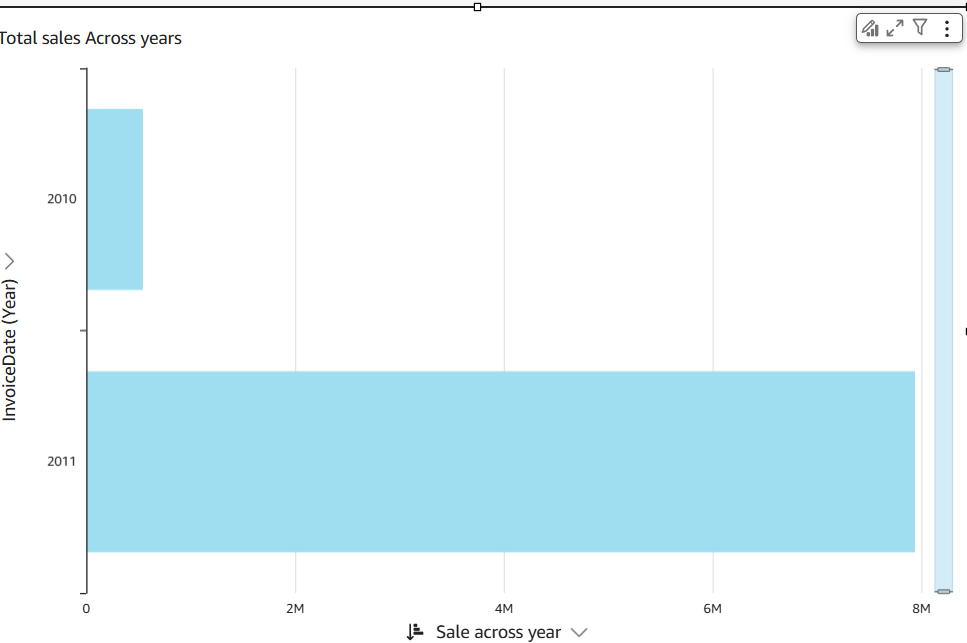 Total sales Across years
2010
InvoiceDate (Year)
2011
0
2M
4M
6M
8M
Sale across year